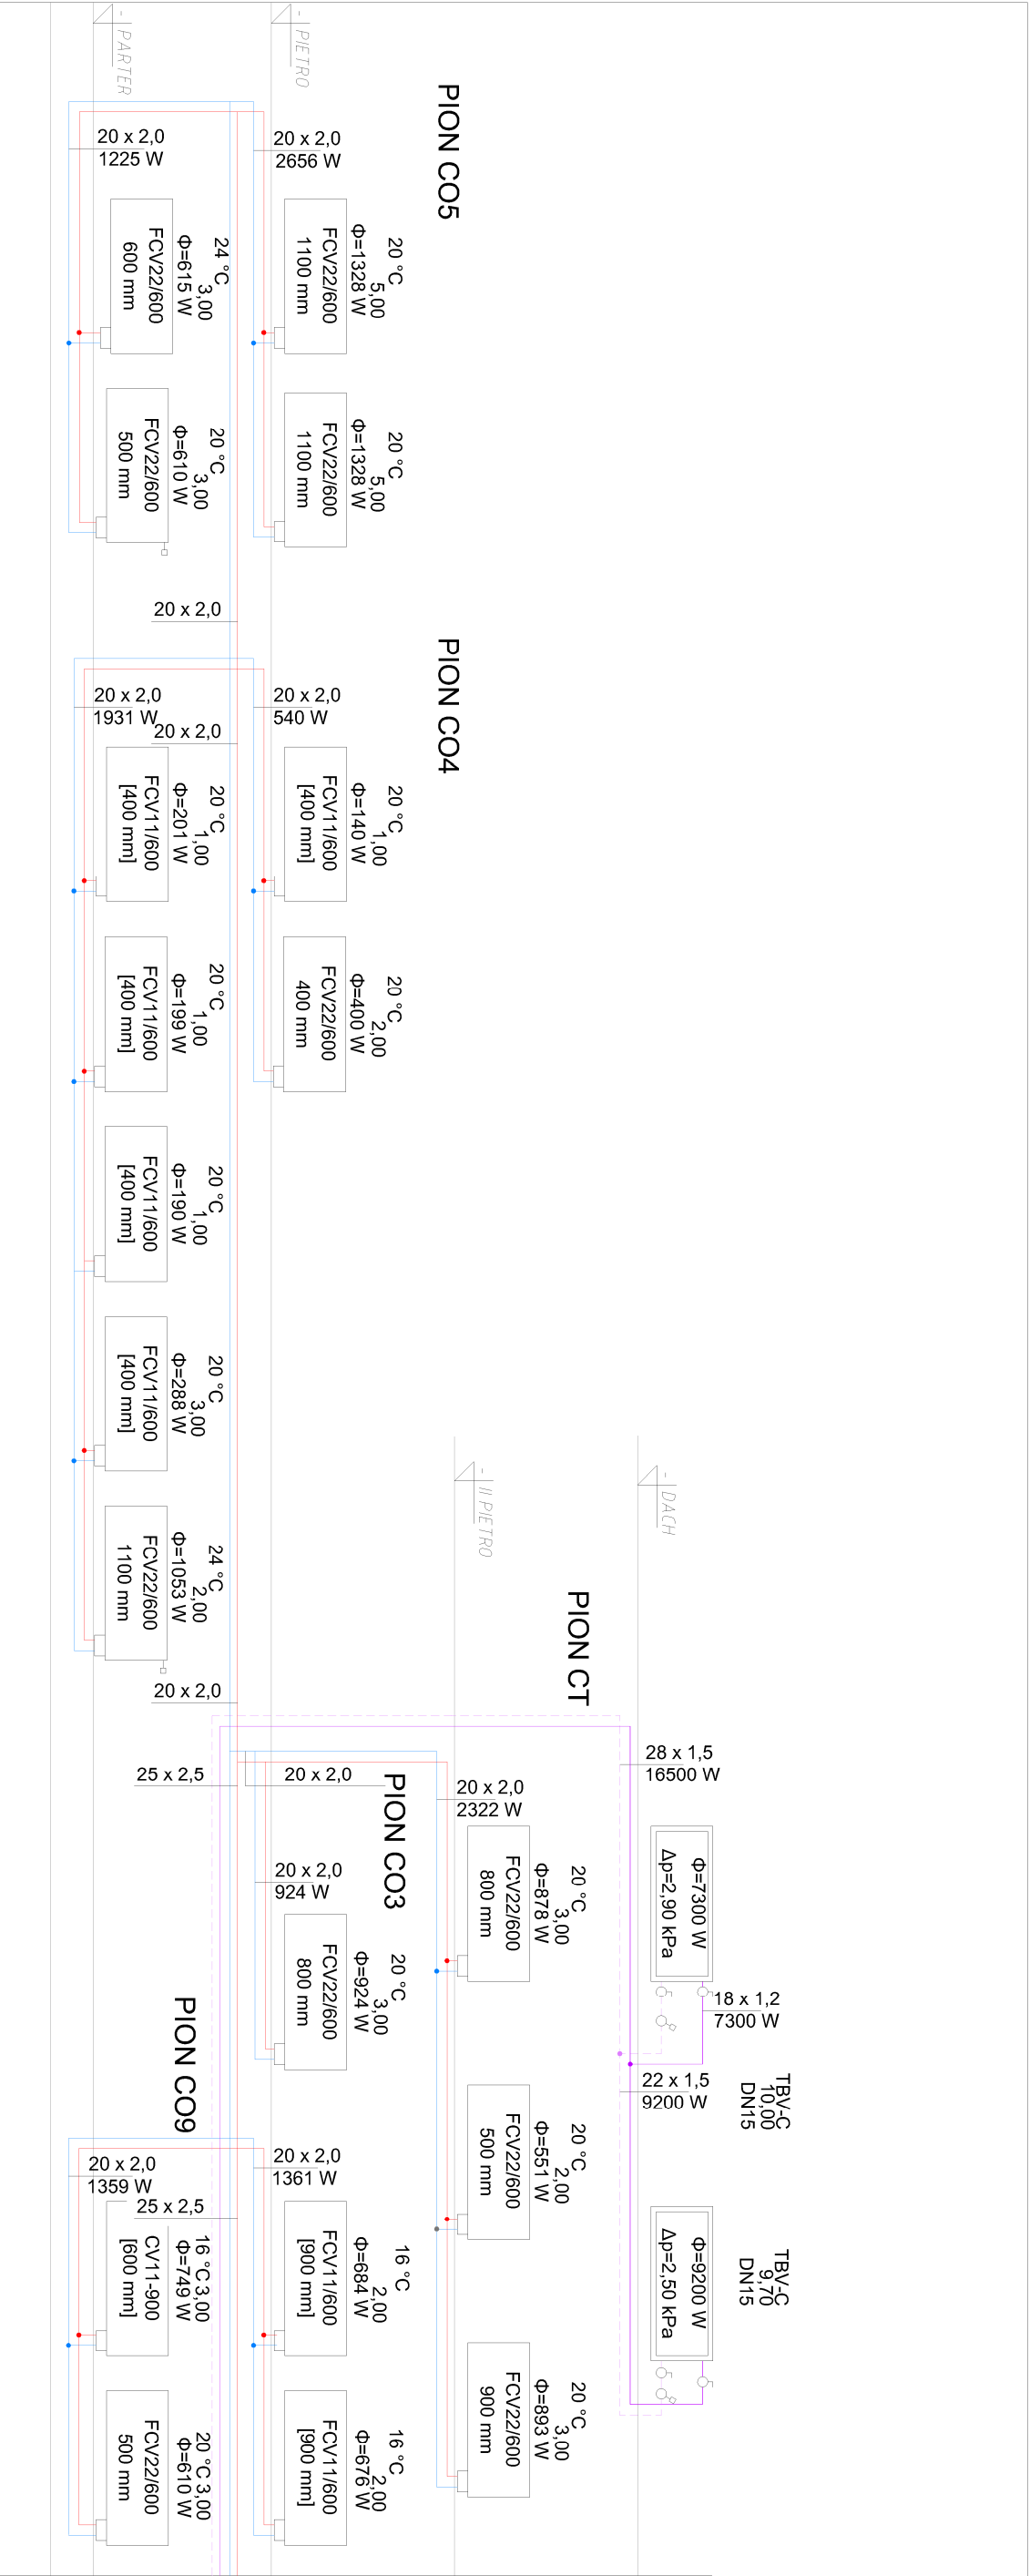 PION CO5
- PIETRO
- PARTER
20 x 2,0
2656 W
20 °C
5,00
Φ=1328 W
FCV22/600
1100 mm
20 °C
5,00
Φ=1328 W
FCV22/600
1100 mm
20 x 2,0
1225 W
24 °C
3,00
Φ=615 W
FCV22/600
600 mm
20 °C
3,00
Φ=610 W
FCV22/600
500 mm
20 x 2,0
PION CO4
20 x 2,0
540 W
20 °C
1,00
Φ=140 W
FCV11/600
[400 mm]
20 °C
2,00
Φ=400 W
FCV22/600
400 mm
20 x 2,0
1931 W
20 x 2,0
20 °C
1,00
Φ=201 W
FCV11/600
[400 mm]
20 °C
1,00
Φ=199 W
FCV11/600
[400 mm]
20 °C
1,00
Φ=190 W
FCV11/600
[400 mm]
20 °C
3,00
Φ=288 W
FCV11/600
[400 mm]
24 °C
2,00
Φ=1053 W
FCV22/600
1100 mm
20 x 2,0
- DACH
- II PIETRO
PION CT
28 x 1,5
16500 W
Φ=7300 W
Δp=2,90 kPa
18 x 1,2
7300 W
TBV-C
10,00
DN15
22 x 1,5
9200 W
TBV-C
9,70
DN15
Φ=9200 W
Δp=2,50 kPa
25 x 2,5
20 x 2,0
PION CO3
20 x 2,0
2322 W
20 °C
3,00
Φ=878 W
FCV22/600
800 mm
20 °C
2,00
Φ=551 W
FCV22/600
500 mm
20 °C
3,00
Φ=893 W
FCV22/600
900 mm
20 x 2,0
924 W
20 °C
3,00
Φ=924 W
FCV22/600
800 mm
PION CO9
20 x 2,0
1361 W
16 °C
2,00
Φ=684 W
FCV11/600
[900 mm]
16 °C
2,00
Φ=676 W
FCV11/600
[900 mm]
20 x 2,0
1359 W
25 x 2,5
16 °C 3,00
Φ=749 W
CV11-900
[600 mm]
20 °C 3,00
Φ=610 W
FCV22/600
500 mm